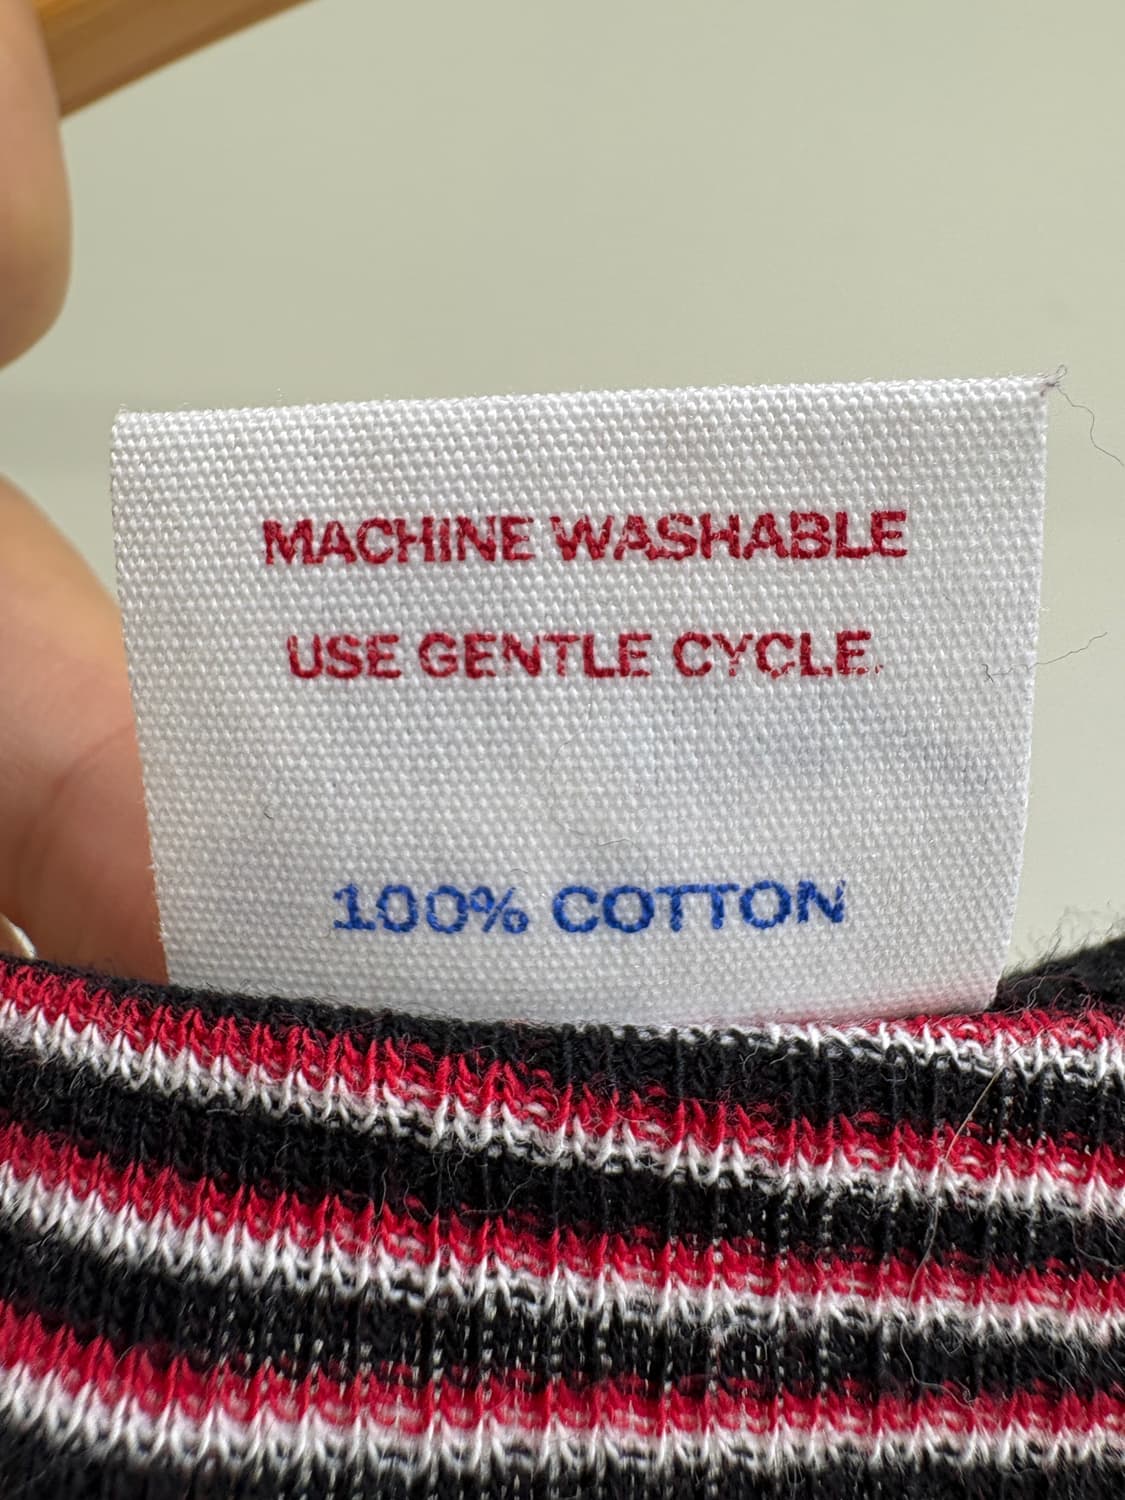 MACHINE WASHABLE
USE GENTLE CYCLE.
100% COTTON